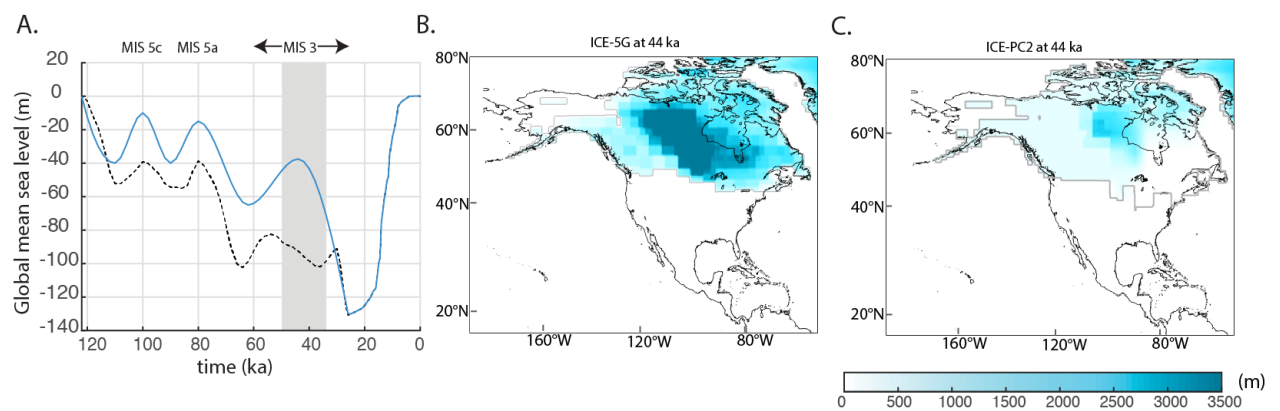 A.
MIS 5c MIS 5a MIS 3
20
0
-20
-40
-60
-80
-100
-120
-140
Global mean sea level (m)
120 100 80 60 40 20 0
time (ka)
B.
ICE-5G at 44 ka
80°N
60°N
40°N
20°N
160°W 120°W 80°W
C.
ICE-PC2 at 44 ka
80°N
60°N
40°N
20°N
160°W 120°W 80°W
0 500 1000 1500 2000 2500 3000 3500 (m)